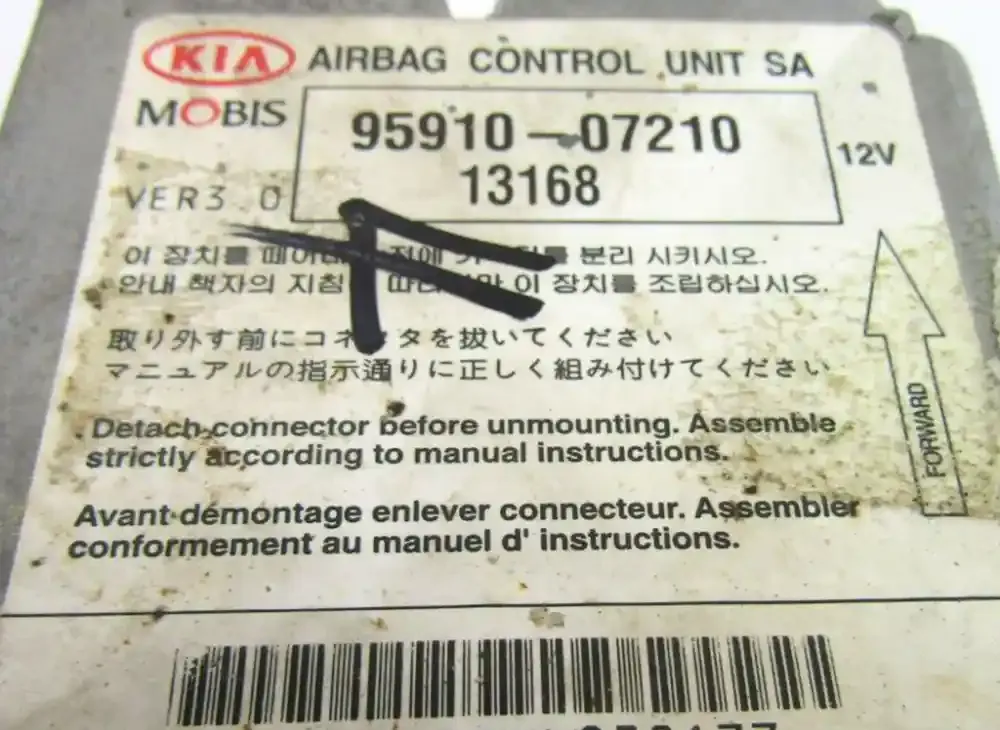 KIA AIRBAG CONTROL UNIT SA
MOBIS
95910-07210
13168
12V
VER3.0
이 장치를 분리 시키시오.
안내 책자의 지침 이 장치를 조립하십시오.
取り外す前にコネクタを抜いてください
マニュアルの指示通りに正しく組み付けてください
FORWARD
Detach connector before unmounting. Assemble
strictly according to manual instructions.
Avant démontage enlever connecteur. Assembler
conformement au manuel d' instructions.